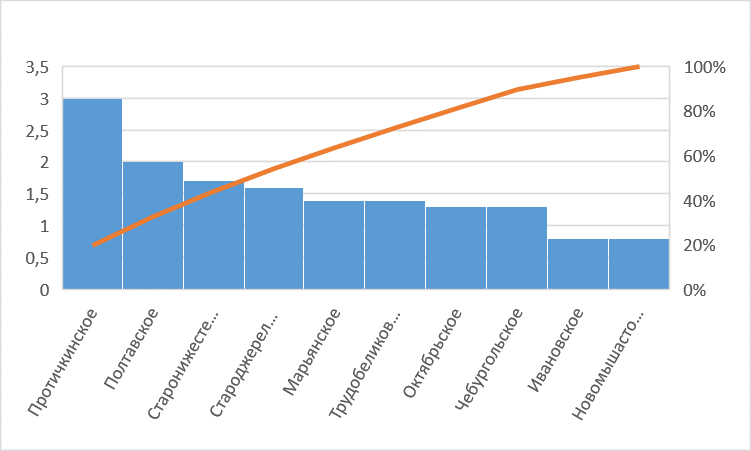 3,5
3
2,5
2
1,5
1
0,5
0
100%
80%
60%
40%
20%
0%
Протичкинское
Полтавское
Старонижесте...
Староджерел...
Марьянское
Трудобеликов...
Октябрьское
Чебургольское
Ивановское
Новомышасто...